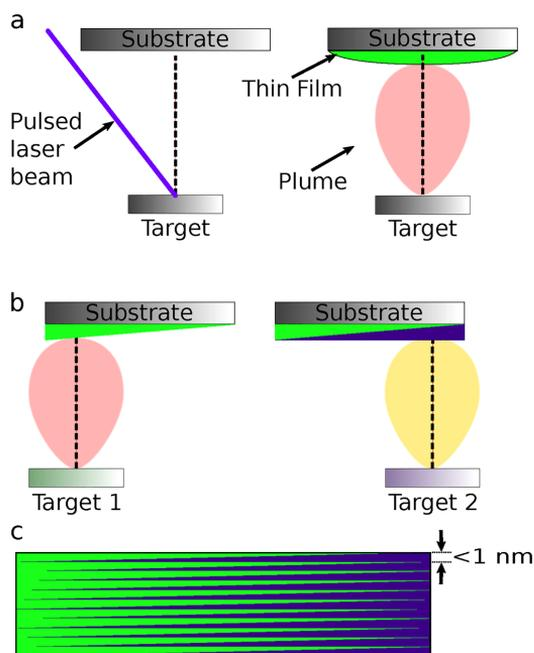 a
Substrate
Pulsed
laser
beam
Target
Substrate
Thin Film
Plume
Target
b
Substrate
Target 1
Substrate
Target 2
c
<1 nm